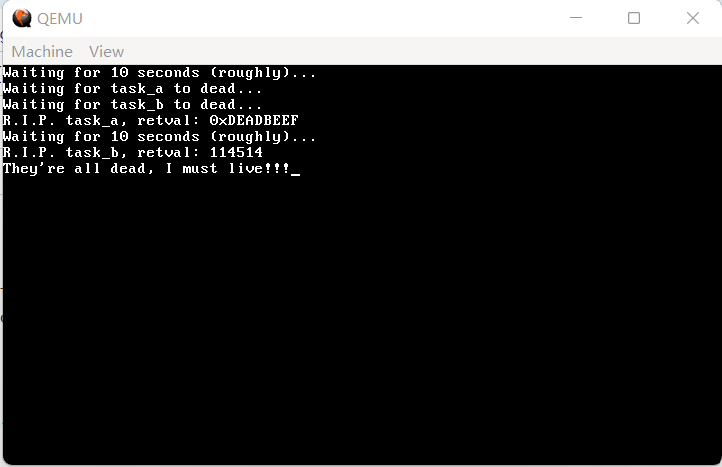 QEMU
Machine View
Waiting for 10 seconds (roughly)...
Waiting for task_a to dead...
Waiting for task_b to dead...
R.I.P. task_a, retval: 0xDEADBEEF
Waiting for 10 seconds (roughly)...
R.I.P. task_b, retval: 114514
They're all dead, I must live!!!_